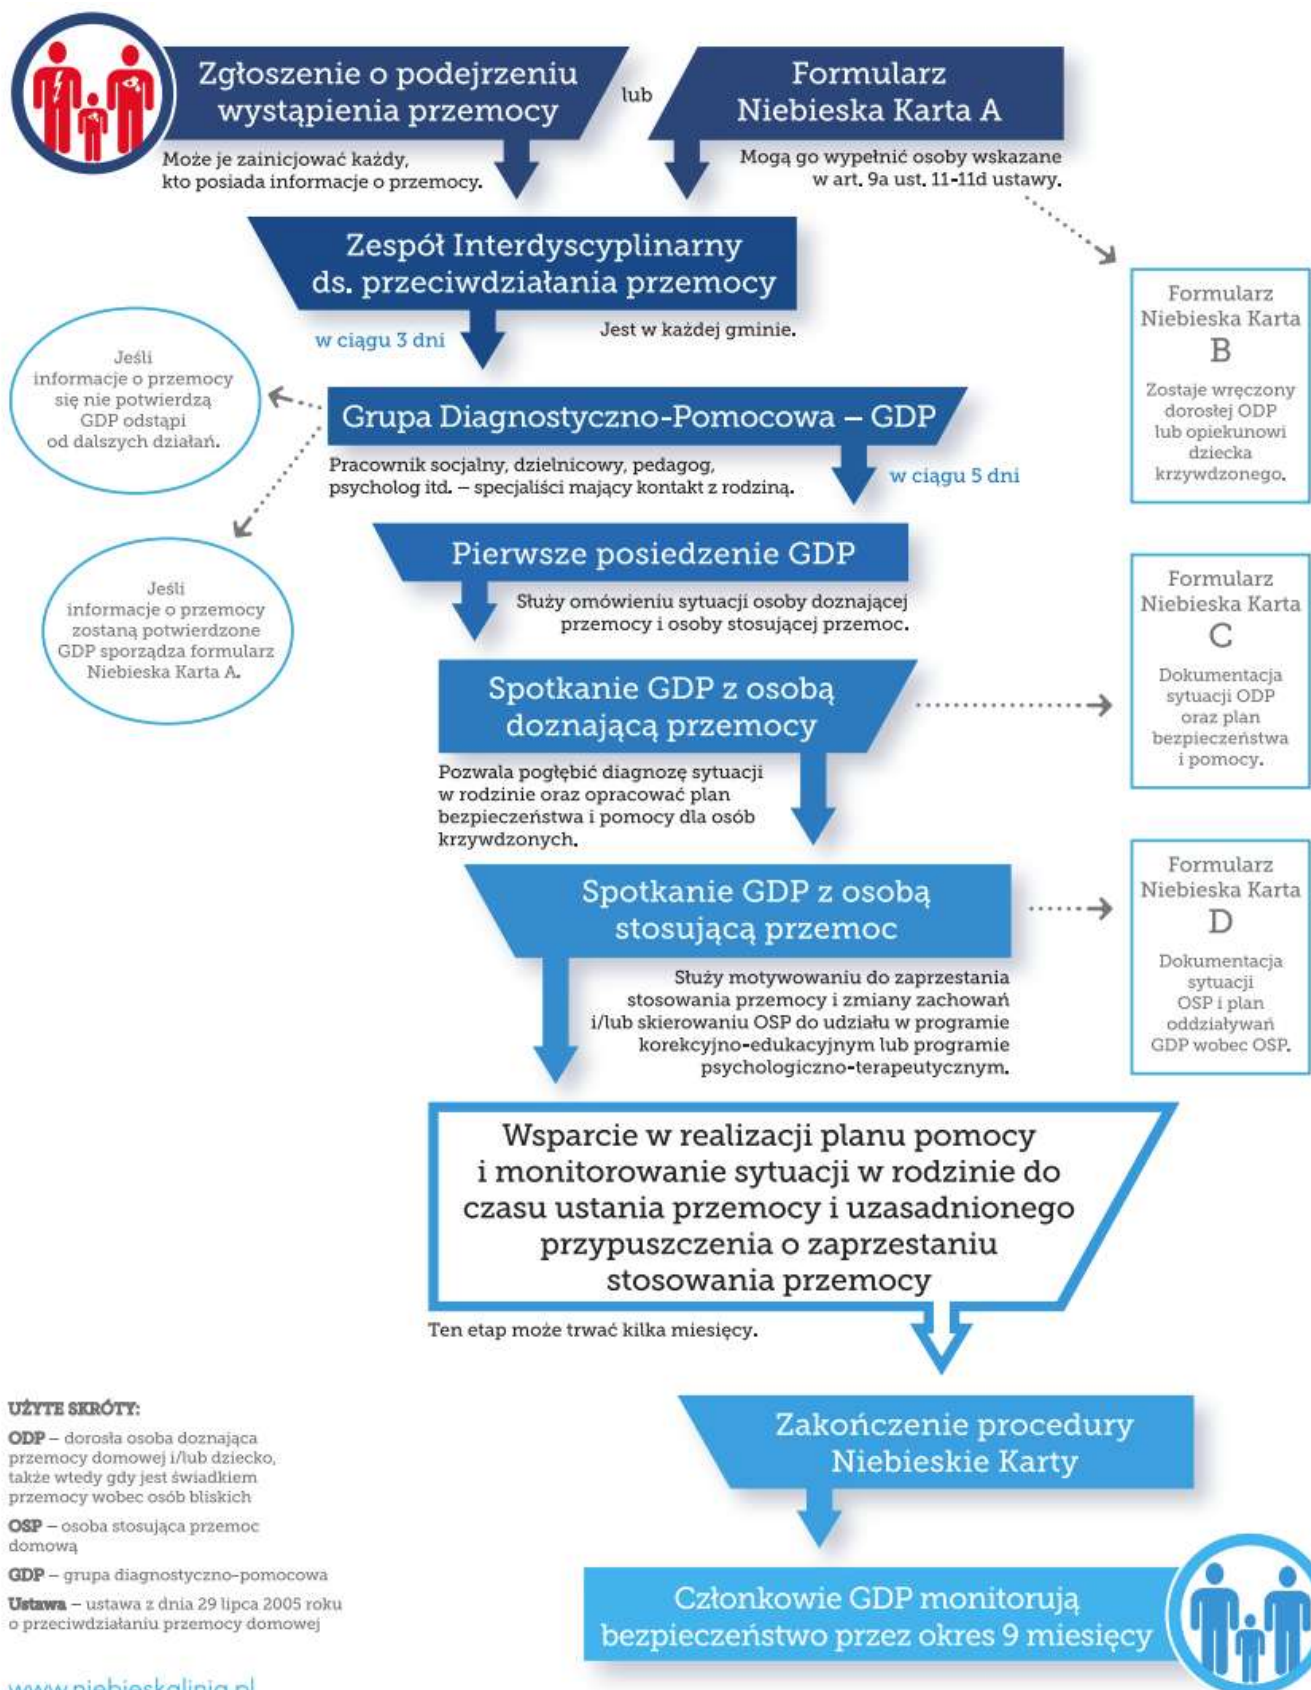 Zgłoszenie o podejrzeniu
wystąpienia przemocy
lub
Formularz
Niebieska Karta A
Może je zainicjować każdy,
kto posiada informacje o przemocy.
Mogą go wypełnić osoby wskazane
w art. 9a ust. 11-11d ustawy.
Zespół Interdyscyplinarny
ds. przeciwdziałania przemocy
w ciągu 3 dni
Jest w każdej gminie.
Formularz
Niebieska Karta
B
Zostaje wręczony
dorosłej ODP
lub opiekunowi
dziecka
krzywdzonego.
Jeśli
informacje o przemocy
się nie potwierdzą
GDP odstąpi
od dalszych działań.
Grupa Diagnostyczno-Pomocowa – GDP
Pracownik socjalny, dzielnicowy, pedagog,
psycholog itd. – specjaliści mający kontakt z rodziną.
w ciągu 5 dni
Jeśli
informacje o przemocy
zostaną potwierdzone
GDP sporządza formularz
Niebieska Karta A.
Pierwsze posiedzenie GDP
Służy omówieniu sytuacji osoby doznającej
przemocy i osoby stosującej przemoc.
Spotkanie GDP z osobą
doznającą przemocy
Formularz
Niebieska Karta
C
Dokumentacja
sytuacji ODP
oraz plan
bezpieczeństwa
i pomocy.
Pozwala pogłębić diagnozę sytuacji
w rodzinie oraz opracować plan
bezpieczeństwa i pomocy dla osób
krzywdzonych.
Spotkanie GDP z osobą
stosującą przemoc
Formularz
Niebieska Karta
D
Dokumentacja
sytuacji
OSP i plan
oddziaływań
GDP wobec OSP.
Służy motywowaniu do zaprzestania
stosowania przemocy i zmiany zachowań
i/lub skierowaniu OSP do udziału w programie
korekcyjno-edukacyjnym lub programie
psychologiczno-terapeutycznym.
Wsparcie w realizacji planu pomocy
i monitorowanie sytuacji w rodzinie do
czasu ustania przemocy i uzasadnionego
przypuszczenia o zaprzestaniu
stosowania przemocy
Ten etap może trwać kilka miesięcy.
Zakończenie procedury
Niebieskie Karty
Członkowie GDP monitorują
bezpieczeństwo przez okres 9 miesięcy
UŻYTE SKRÓTY:
ODP – dorosła osoba doznająca
przemocy domowej i/lub dziecko,
także wtedy gdy jest świadkiem
przemocy wobec osób bliskich
OSP – osoba stosująca przemoc
domową
GDP – grupa diagnostyczno-pomocowa
Ustawa – ustawa z dnia 29 lipca 2005 roku
o przeciwdziałaniu przemocy domowej
www.niebieskalinia.pl